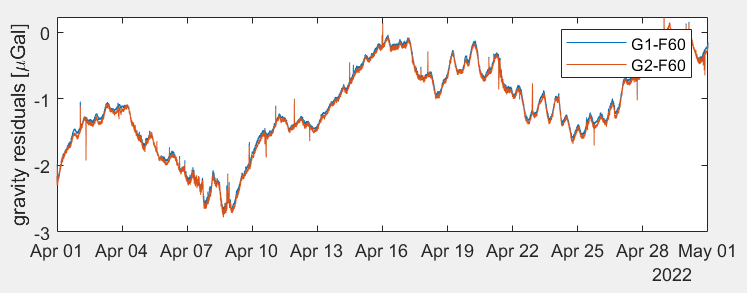 gravity residuals [μGal]
0
-1
-2
-3
G1-F60
G2-F60
Apr 01 Apr 04 Apr 07 Apr 10 Apr 13 Apr 16 Apr 19 Apr 22 Apr 25 Apr 28 May 01
2022